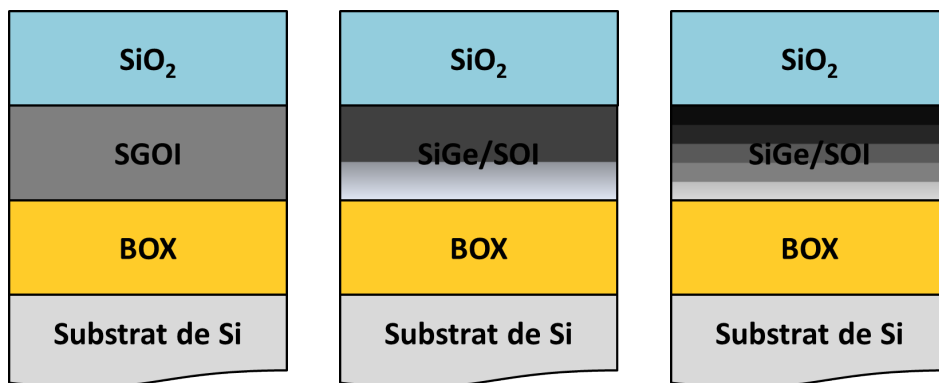 SiO₂
SGOI
BOX
Substrat de Si
SiO₂
SiGe/SOI
BOX
Substrat de Si
SiO₂
SiGe/SOI
BOX
Substrat de Si